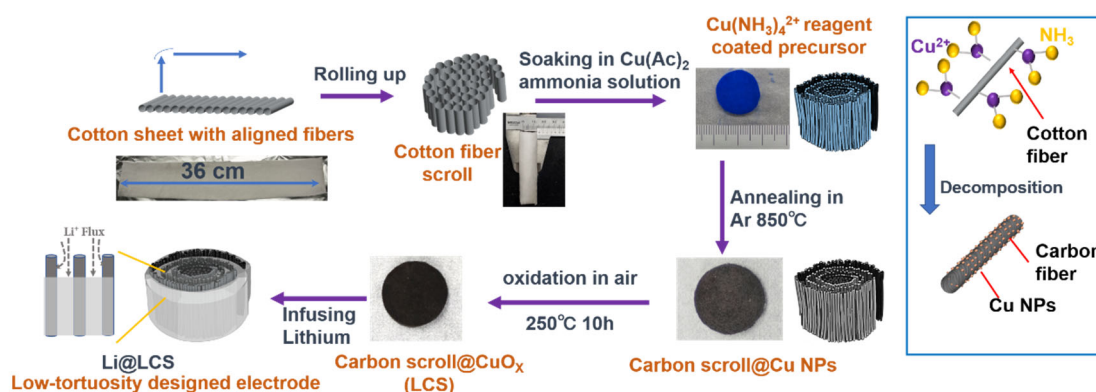 Cotton sheet with aligned fibers
36 cm
Rolling up
Cotton fiber
scroll
Soaking in Cu(Ac)₂
ammonia solution
Cu(NH₃)₄²⁺ reagent
coated precursor
Annealing in
Ar 850℃
Carbon scroll@Cu NPs
oxidation in air
250℃ 10h
Carbon scroll@CuOₓ
(LCS)
Infusing
Lithium
Li⁺ Flux
Li@LCS
Low-tortuosity designed electrode
Cu²⁺
NH₃
Cotton
fiber
Decomposition
Carbon
fiber
Cu NPs